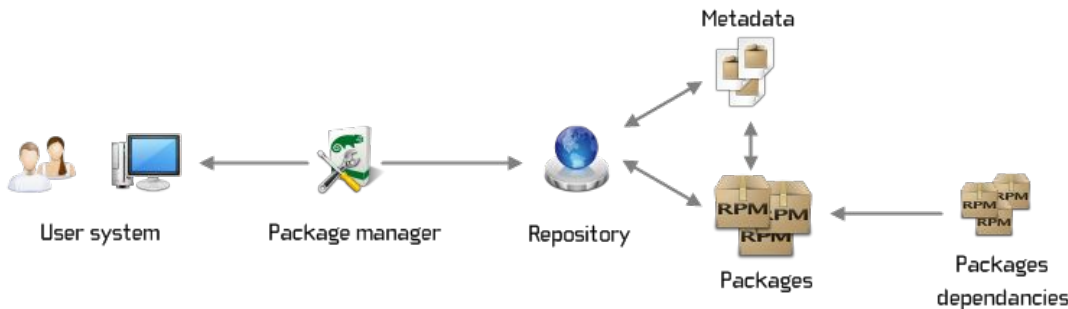 Metadata
RPM
RPM
RPM
RPM
RPM
RPM
User system
Package manager
Repository
Packages
Packages
dependancies